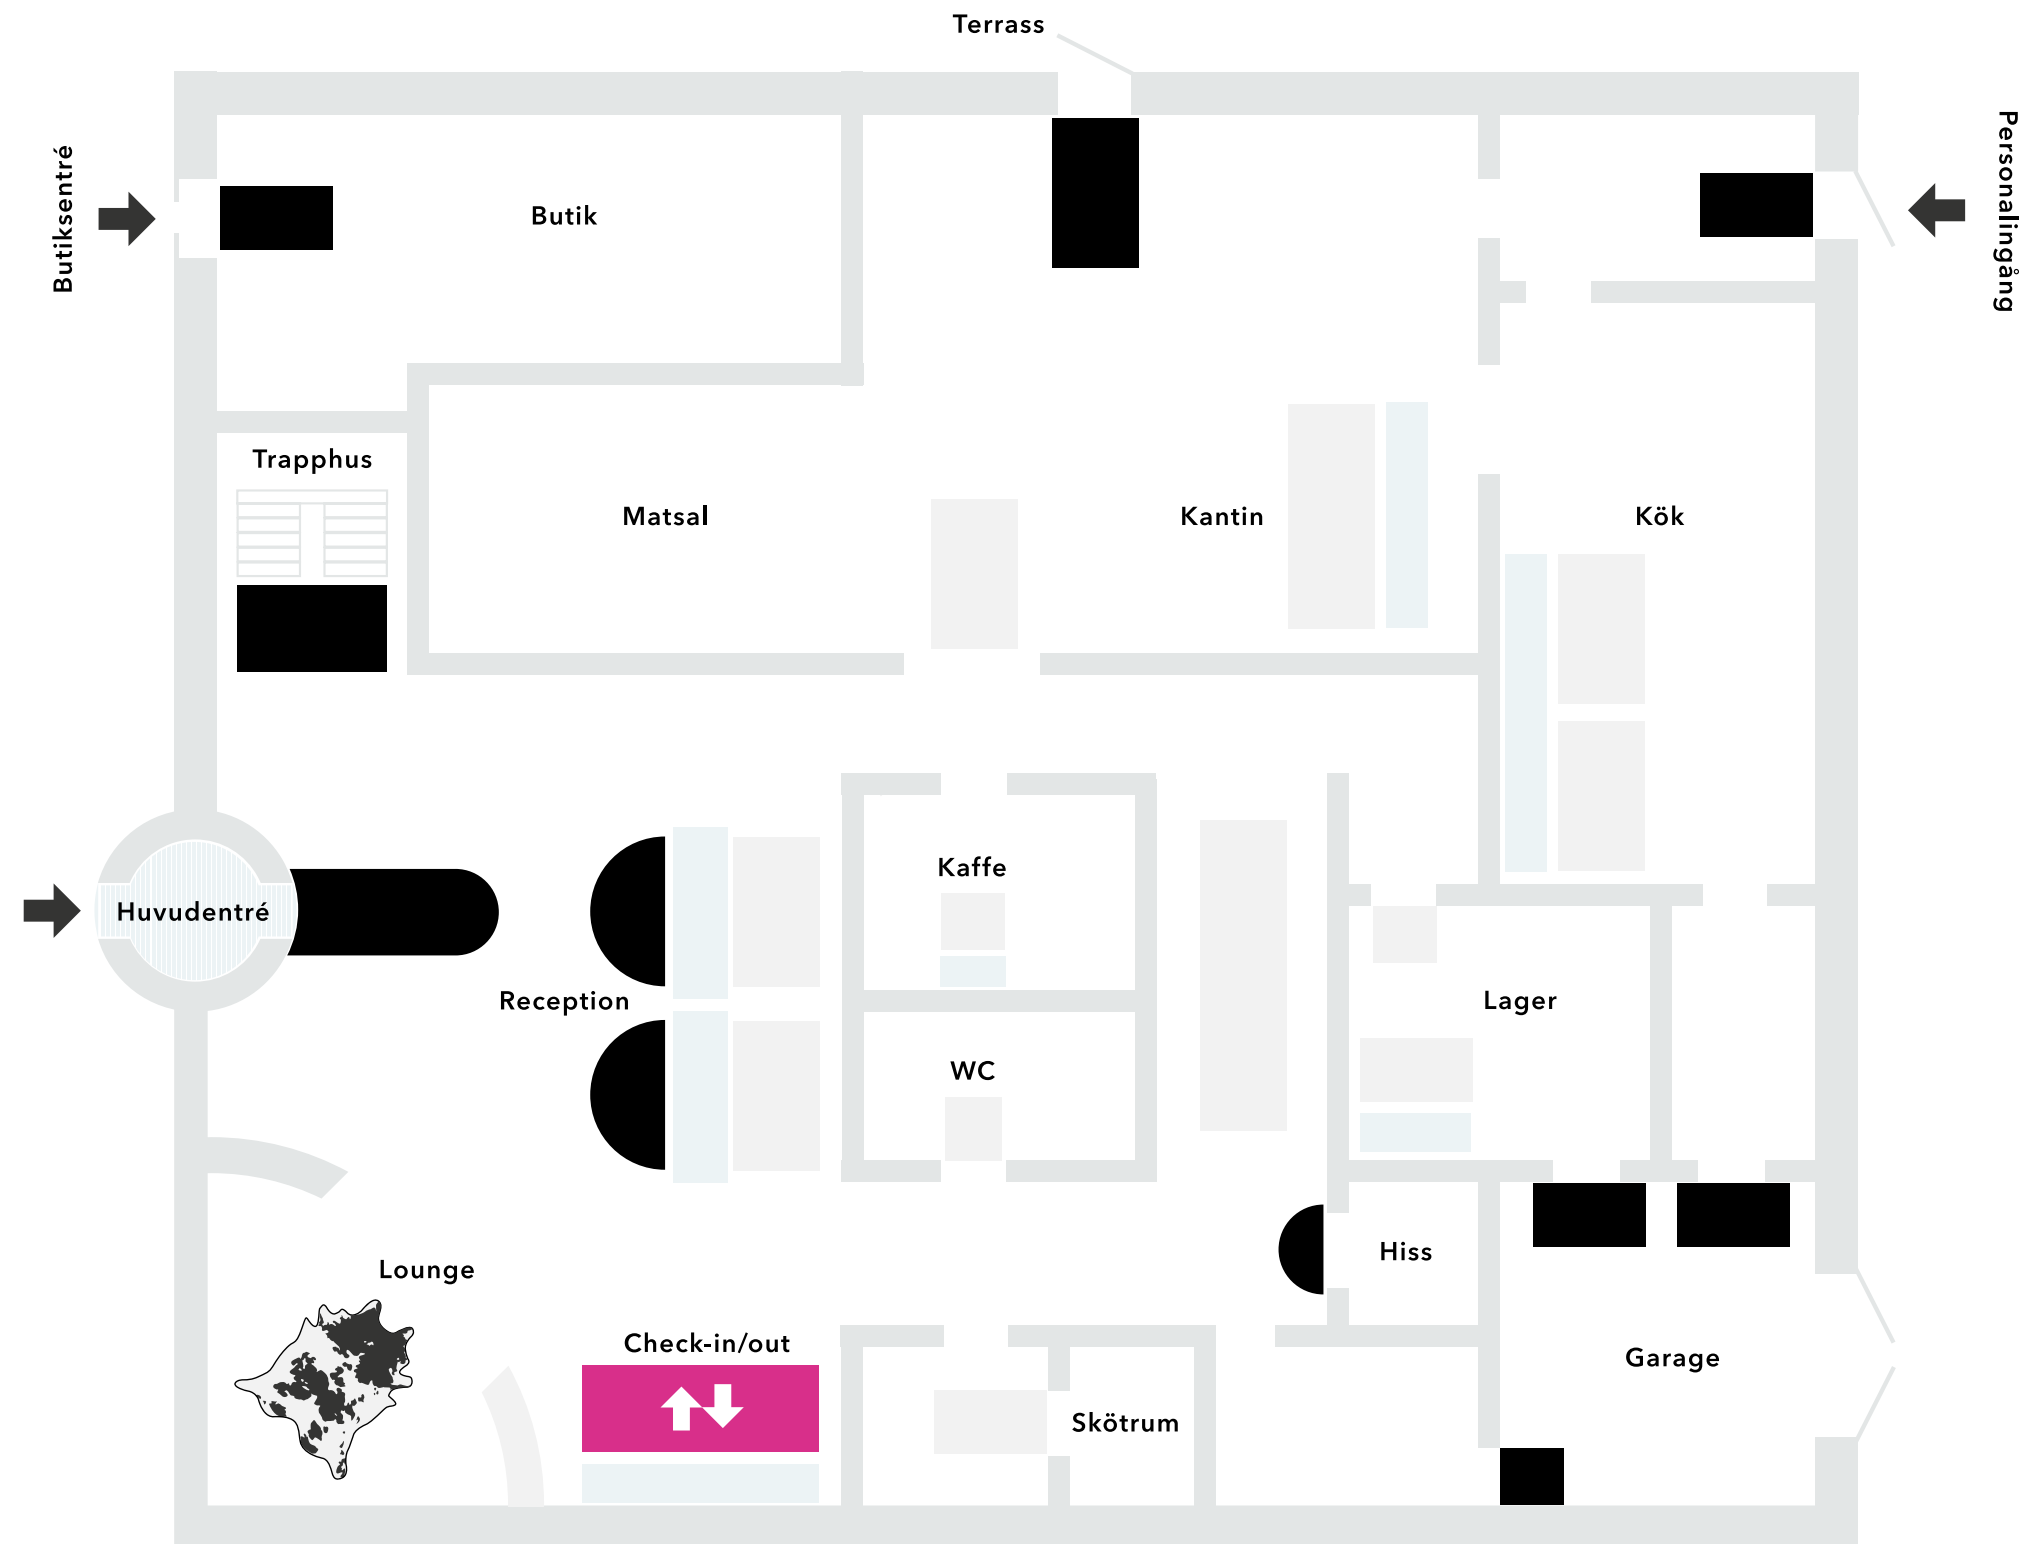 Terrass
Butiksentré
Personalingång
Butik
Trapphus
Matsal
Kantin
Kök
Kaffe
Huvudentré
Reception
Lager
WC
Hiss
Lounge
Check-in/out
Garage
Skötrum